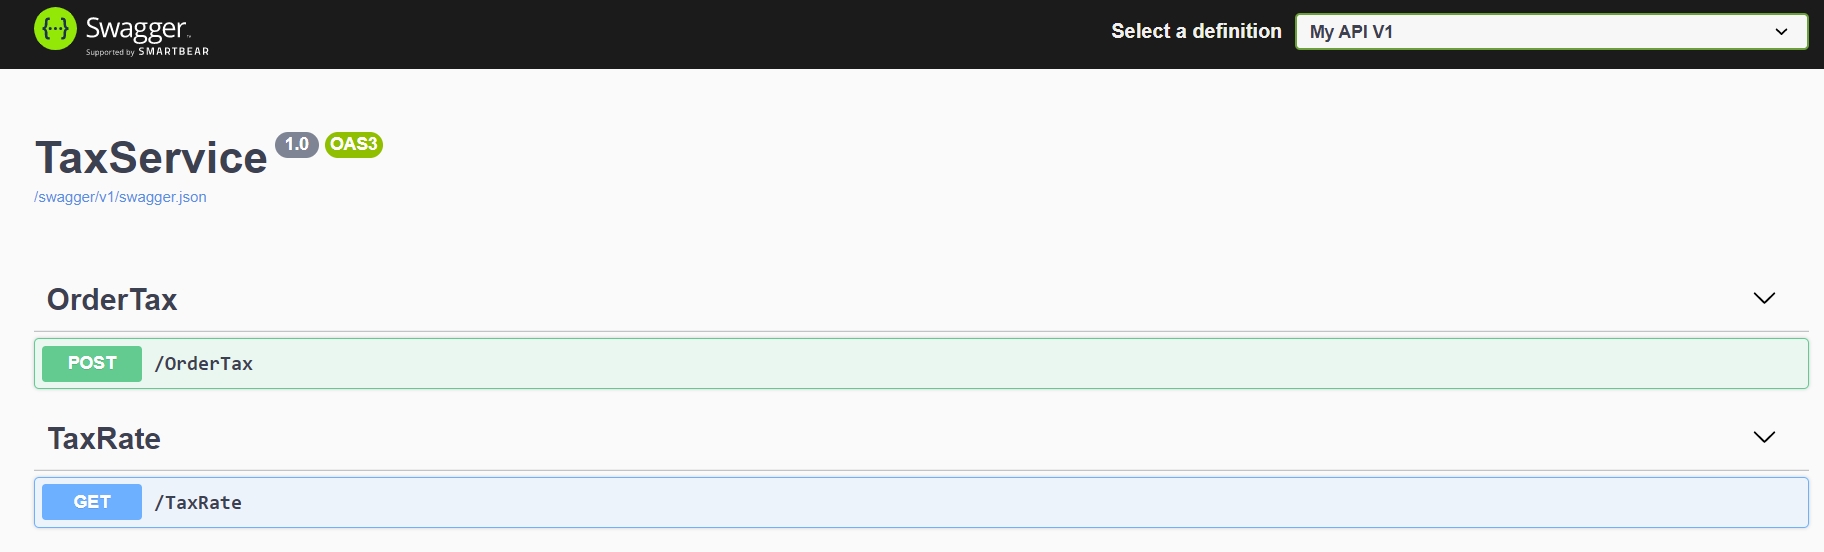 {...} Swagger™
Supported by SMARTBEAR
Select a definition
My API V1
TaxService 1.0 OAS3
/swagger/v1/swagger.json
OrderTax
POST /OrderTax
TaxRate
GET /TaxRate